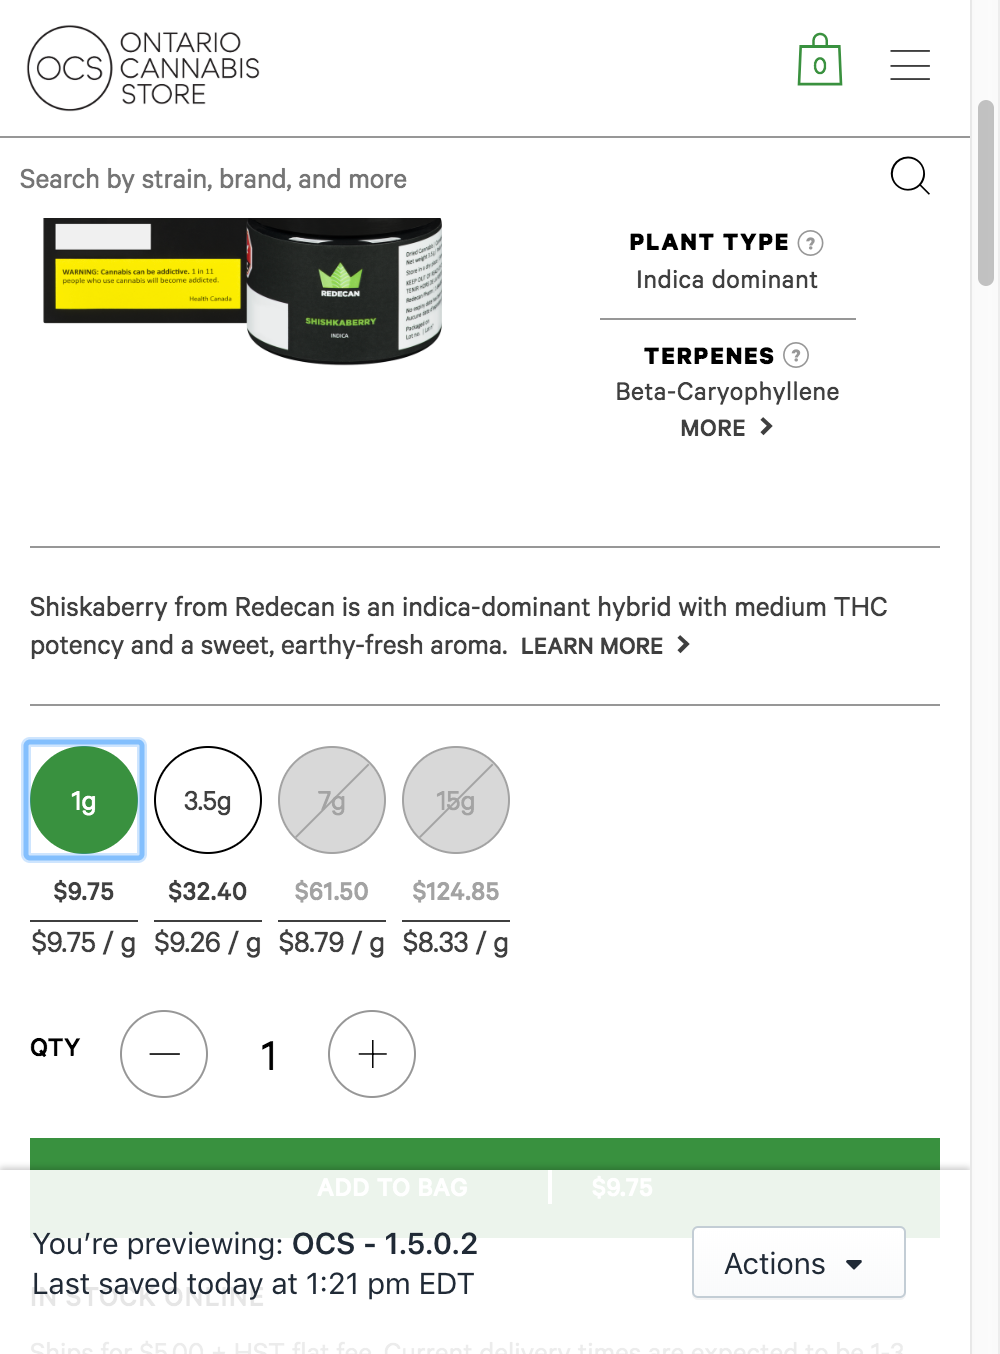 OCS
ONTARIO
CANNABIS
STORE
0
Search by strain, brand, and more
WARNING: Cannabis can be addictive. 1 in 11
people who use cannabis will become addicted.
Health Canada
REDECAN
SHISHKABERRY
INDICA
PLANT TYPE ?
Indica dominant
TERPENES ?
Beta-Caryophyllene
MORE
Shiskaberry from Redecan is an indica-dominant hybrid with medium THC
potency and a sweet, earthy-fresh aroma. LEARN MORE
1g 3.5g 7g 15g
$9.75 $32.40 $61.50 $124.85
$9.75 / g $9.26 / g $8.79 / g $8.33 / g
QTY 1
ADD TO BAG $9.75
You're previewing: OCS - 1.5.0.2
Last saved today at 1:21 pm EDT
Actions
IN STOCK ONLINE
Ships for $5.00 + HST flat fee. Current delivery times are expected to be 1-3